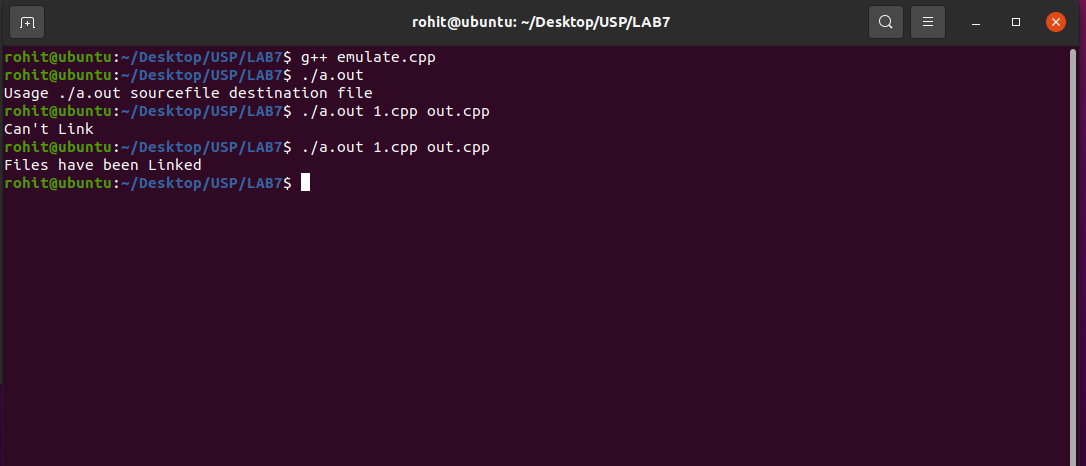 rohit@ubuntu: ~/Desktop/USP/LAB7
rohit@ubuntu:~/Desktop/USP/LAB7$ g++ emulate.cpp
rohit@ubuntu:~/Desktop/USP/LAB7$ ./a.out
Usage ./a.out sourcefile destination file
rohit@ubuntu:~/Desktop/USP/LAB7$ ./a.out 1.cpp out.cpp
Can't Link
rohit@ubuntu:~/Desktop/USP/LAB7$ ./a.out 1.cpp out.cpp
Files have been Linked
rohit@ubuntu:~/Desktop/USP/LAB7$